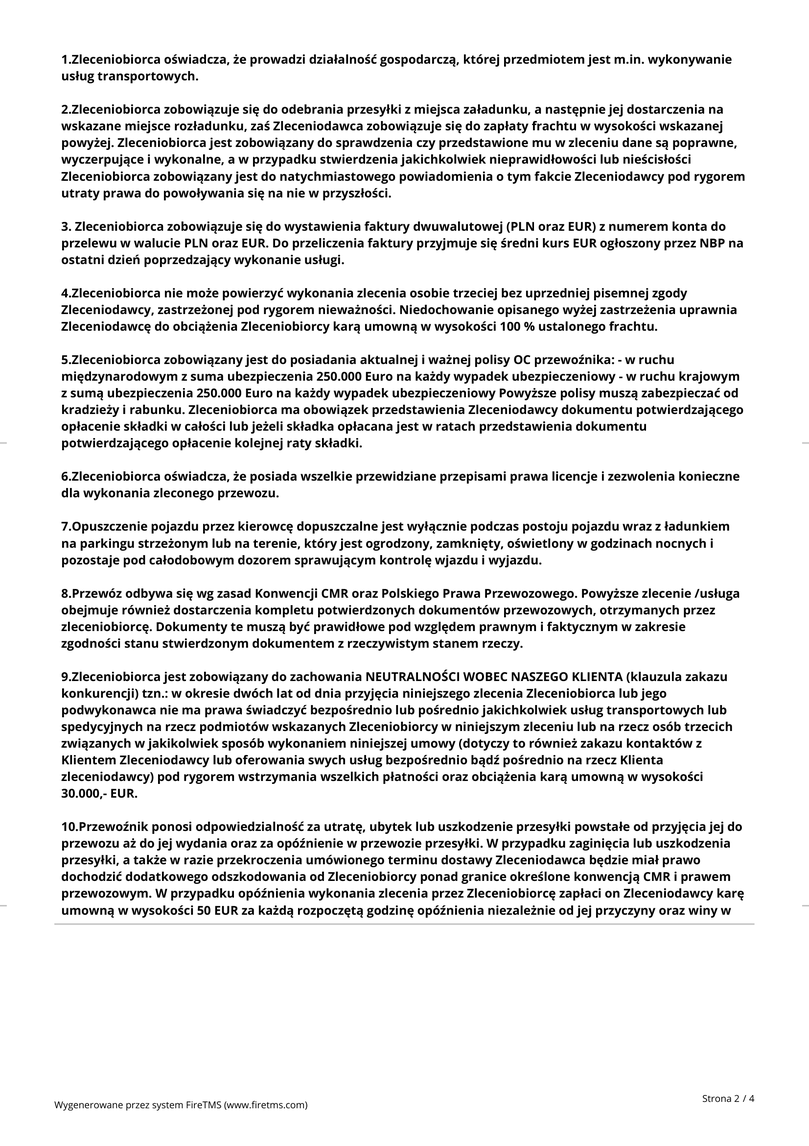 1.Zleceniobiorca oświadcza, że prowadzi działalność gospodarczą, której przedmiotem jest m.in. wykonywanie
usług transportowych.
2.Zleceniobiorca zobowiązuje się do odebrania przesyłki z miejsca załadunku, a następnie jej dostarczenia na
wskazane miejsce rozładunku, zaś Zleceniodawca zobowiązuje się do zapłaty frachtu w wysokości wskazanej
powyżej. Zleceniobiorca jest zobowiązany do sprawdzenia czy przedstawione mu w zleceniu dane są poprawne,
wyczerpujące i wykonalne, a w przypadku stwierdzenia jakichkolwiek nieprawidłowości lub nieścisłości
Zleceniobiorca zobowiązany jest do natychmiastowego powiadomienia o tym fakcie Zleceniodawcy pod rygorem
utraty prawa do powoływania się na nie w przyszłości.
3. Zleceniobiorca zobowiązuje się do wystawienia faktury dwuwalutowej (PLN oraz EUR) z numerem konta do
przelewu w walucie PLN oraz EUR. Do przeliczenia faktury przyjmuje się średni kurs EUR ogłoszony przez NBP na
ostatni dzień poprzedzający wykonanie usługi.
4.Zleceniobiorca nie może powierzyć wykonania zlecenia osobie trzeciej bez uprzedniej pisemnej zgody
Zleceniodawcy, zastrzeżonej pod rygorem nieważności. Niedochowanie opisanego wyżej zastrzeżenia uprawnia
Zleceniodawcę do obciążenia Zleceniobiorcy karą umowną w wysokości 100 % ustalonego frachtu.
5.Zleceniobiorca zobowiązany jest do posiadania aktualnej i ważnej polisy OC przewoźnika: - w ruchu
międzynarodowym z suma ubezpieczenia 250.000 Euro na każdy wypadek ubezpieczeniowy - w ruchu krajowym
z sumą ubezpieczenia 250.000 Euro na każdy wypadek ubezpieczeniowy Powyższe polisy muszą zabezpieczać od
kradzieży i rabunku. Zleceniobiorca ma obowiązek przedstawienia Zleceniodawcy dokumentu potwierdzającego
opłacenie składki w całości lub jeżeli składka opłacana jest w ratach przedstawienia dokumentu
potwierdzającego opłacenie kolejnej raty składki.
6.Zleceniobiorca oświadcza, że posiada wszelkie przewidziane przepisami prawa licencje i zezwolenia konieczne
dla wykonania zleconego przewozu.
7.Opuszczenie pojazdu przez kierowcę dopuszczalne jest wyłącznie podczas postoju pojazdu wraz z ładunkiem
na parkingu strzeżonym lub na terenie, który jest ogrodzony, zamknięty, oświetlony w godzinach nocnych i
pozostaje pod całodobowym dozorem sprawującym kontrolę wjazdu i wyjazdu.
8.Przewóz odbywa się wg zasad Konwencji CMR oraz Polskiego Prawa Przewozowego. Powyższe zlecenie /usługa
obejmuje również dostarczenia kompletu potwierdzonych dokumentów przewozowych, otrzymanych przez
zleceniobiorcę. Dokumenty te muszą być prawidłowe pod względem prawnym i faktycznym w zakresie
zgodności stanu stwierdzonym dokumentem z rzeczywistym stanem rzeczy.
9.Zleceniobiorca jest zobowiązany do zachowania NEUTRALNOŚCI WOBEC NASZEGO KLIENTA (klauzula zakazu
konkurencji) tzn.: w okresie dwóch lat od dnia przyjęcia niniejszego zlecenia Zleceniobiorca lub jego
podwykonawca nie ma prawa świadczyć bezpośrednio lub pośrednio jakichkolwiek usług transportowych lub
spedycyjnych na rzecz podmiotów wskazanych Zleceniobiorcy w niniejszym zleceniu lub na rzecz osób trzecich
związanych w jakikolwiek sposób wykonaniem niniejszej umowy (dotyczy to również zakazu kontaktów z
Klientem Zleceniodawcy lub oferowania swych usług bezpośrednio bądź pośrednio na rzecz Klienta
zleceniodawcy) pod rygorem wstrzymania wszelkich płatności oraz obciążenia karą umowną w wysokości
30.000,- EUR.
10.Przewoźnik ponosi odpowiedzialność za utratę, ubytek lub uszkodzenie przesyłki powstałe od przyjęcia jej do
przewozu aż do jej wydania oraz za opóźnienie w przewozie przesyłki. W przypadku zaginięcia lub uszkodzenia
przesyłki, a także w razie przekroczenia umówionego terminu dostawy Zleceniodawca będzie miał prawo
dochodzić dodatkowego odszkodowania od Zleceniobiorcy ponad granice określone konwencją CMR i prawem
przewozowym. W przypadku opóźnienia wykonania zlecenia przez Zleceniobiorcę zapłaci on Zleceniodawcy karę
umowną w wysokości 50 EUR za każdą rozpoczętą godzinę opóźnienia niezależnie od jej przyczyny oraz winy w
Wygenerowane przez system FireTMS (www.firetms.com)
Strona 2 / 4